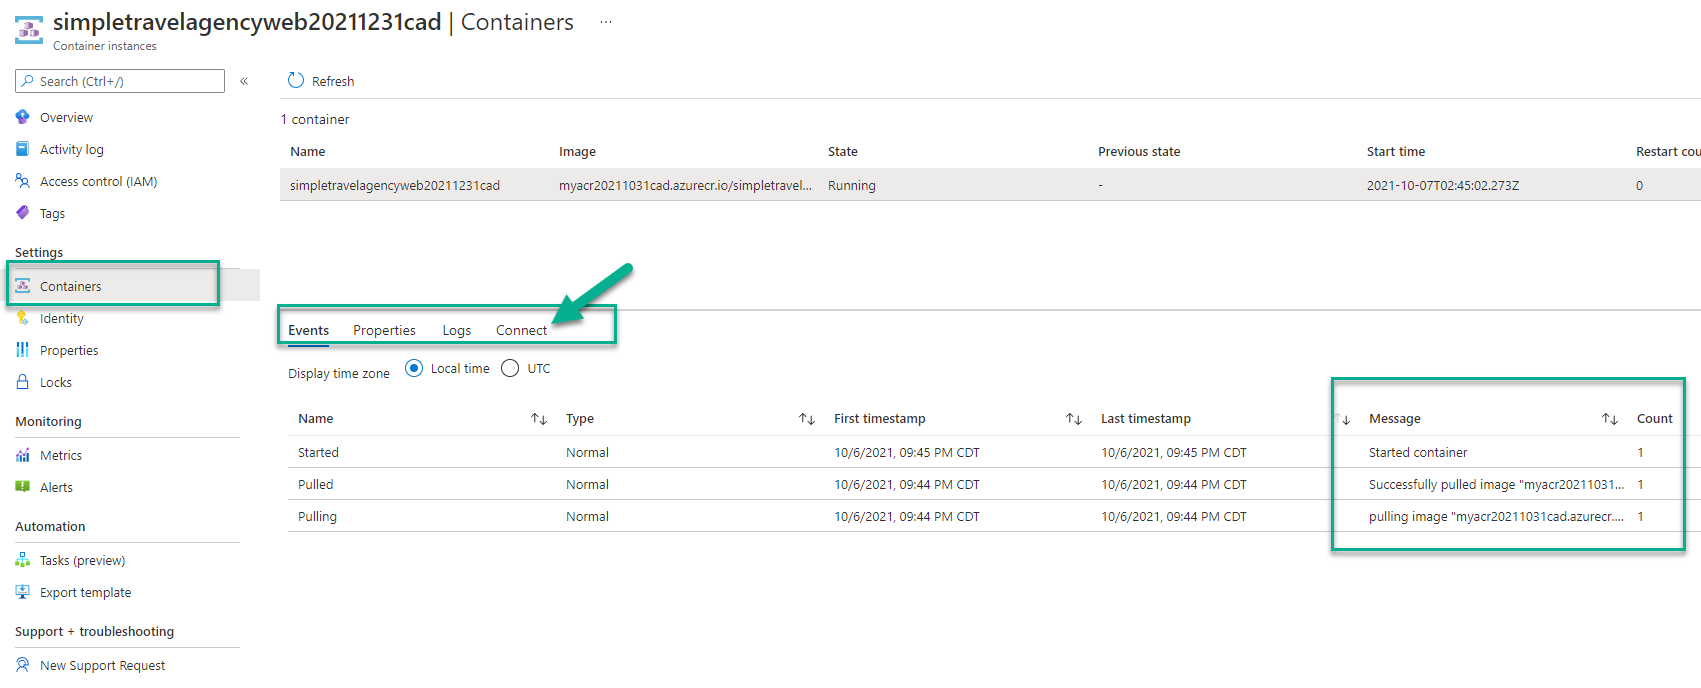 simpletravelagencyweb20211231cad | Containers ...
Container instances
Search (Ctrl+/) «
Overview
Activity log
Access control (IAM)
Tags
Settings
Containers
Identity
Properties
Locks
Monitoring
Metrics
Alerts
Automation
Tasks (preview)
Export template
Support + troubleshooting
New Support Request
Refresh
1 container
Name Image State Previous state Start time Restart cou
simpletravelagencyweb20211231cad myacr20211031cad.azurecr.io/simpletravel... Running - 2021-10-07T02:45:02.273Z 0
Events Properties Logs Connect
Display time zone Local time UTC
Name Type First timestamp Last timestamp Message Count
Started Normal 10/6/2021, 09:45 PM CDT 10/6/2021, 09:45 PM CDT Started container 1
Pulled Normal 10/6/2021, 09:44 PM CDT 10/6/2021, 09:44 PM CDT Successfully pulled image "myacr20211031... 1
Pulling Normal 10/6/2021, 09:44 PM CDT 10/6/2021, 09:44 PM CDT pulling image "myacr20211031cad.azurecr.... 1